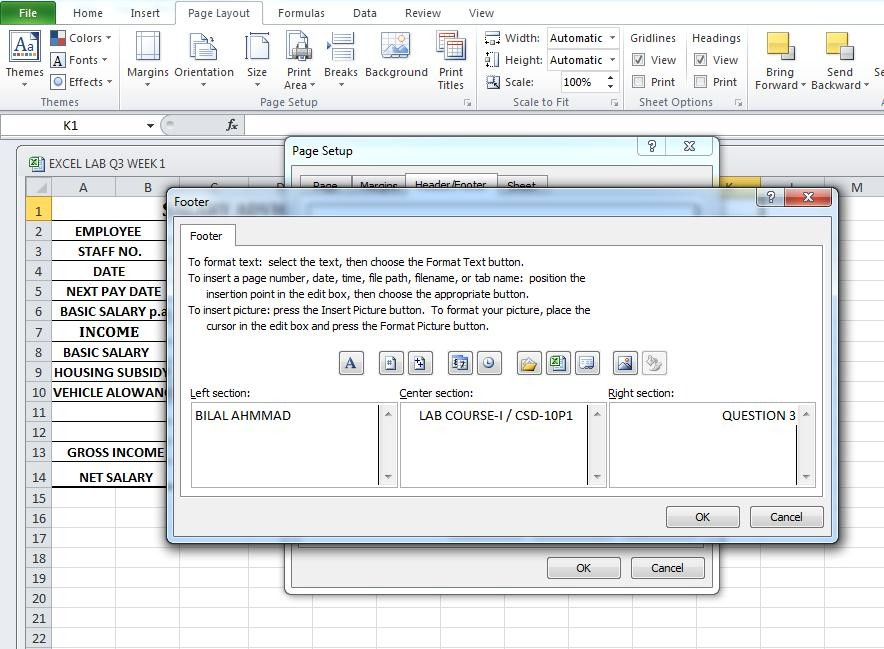 File Home Insert Page Layout Formulas Data Review View
Colors Width: Automatic Gridlines Headings
Aa Fonts Height: Automatic View View
Themes Effects Margins Orientation Size Print Area Breaks Background Print Titles Scale: 100% Print Print Bring Forward Send Backward
Themes Page Setup Scale to Fit Sheet Options
K1 fx
Page Setup
EXCEL LAB Q3 WEEK 1
Page Margins Header/Footer Sheet
A B M
Footer
1
Footer
2 EMPLOYEE
3 STAFF NO.
4 DATE
5 NEXT PAY DATE
6 BASIC SALARY p.a
7 INCOME
8 BASIC SALARY
9 HOUSING SUBSIDY
10 VEHICLE ALOWAN
11
12
13 GROSS INCOME
14 NET SALARY
15
16
17
18
19
20
21
22
To format text: select the text, then choose the Format Text button.
To insert a page number, date, time, file path, filename, or tab name: position the
insertion point in the edit box, then choose the appropriate button.
To insert picture: press the Insert Picture button. To format your picture, place the
cursor in the edit box and press the Format Picture button.
A
Left section: Center section: Right section:
BILAL AHMMAD LAB COURSE-I / CSD-10P1 QUESTION 3
OK Cancel
OK Cancel